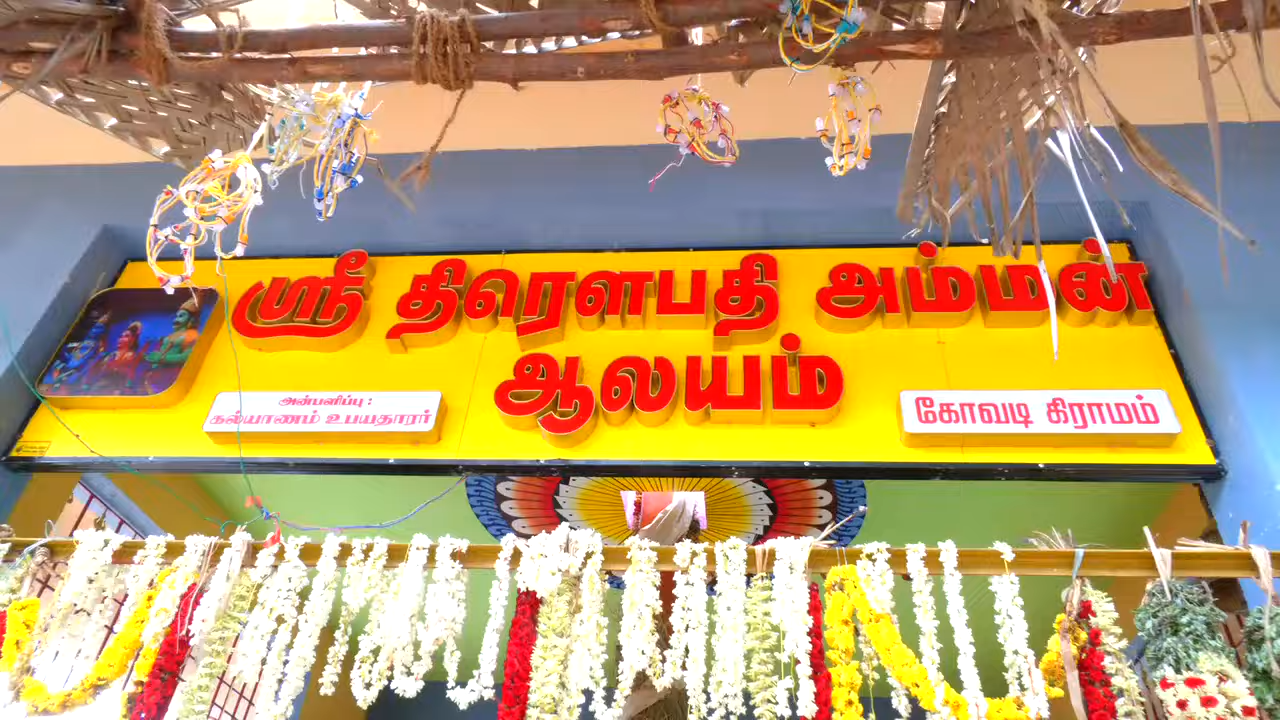 ஸ்ரீ திரௌபதி அம்மன்
ஆலயம்
அன்பளிப்பு :
கல்யாணம் உபயதாரர்
கோவடி கிராமம்